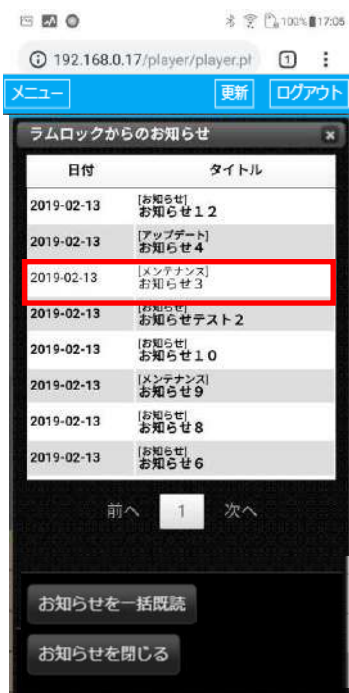 100% 17:05
192.168.0.17/player/player.pl
1
メニュー 更新 ログアウト
ラムロックからのお知らせ ×
日付 タイトル
2019-02-13 [お知らせ]
お知らせ１２
2019-02-13 [アップデート]
お知らせ４
2019-02-13 [メンテナンス]
お知らせ３
2019-02-13 [お知らせ]
お知らせテスト２
2019-02-13 [お知らせ]
お知らせ１０
2019-02-13 [メンテナンス]
お知らせ９
2019-02-13 [お知らせ]
お知らせ８
2019-02-13 [お知らせ]
お知らせ６
前へ 1 次へ
お知らせを一括既読
お知らせを閉じる